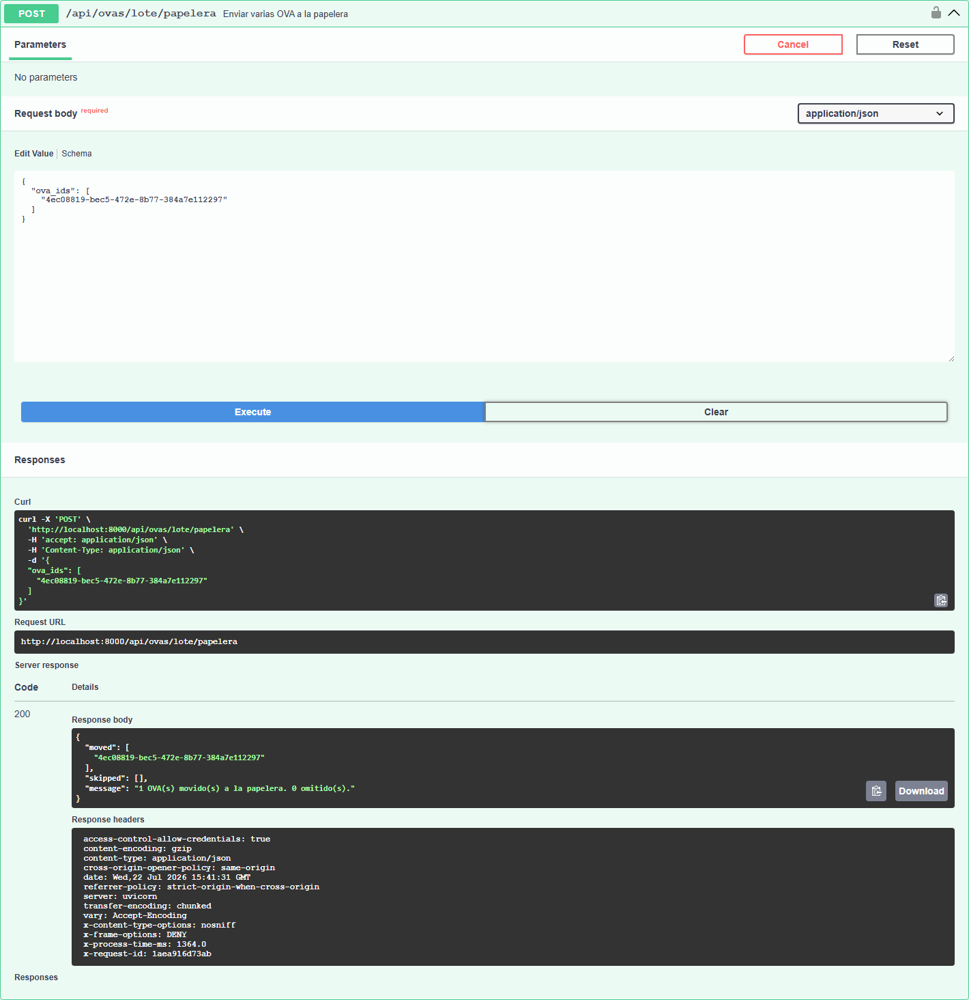 POST /api/ovas/lote/papelera Enviar varias OVA a la papelera
Parameters
Cancel
Reset
No parameters
Request body required
application/json
Edit Value Schema
{
  "ova_ids": [
    "4ec08819-bec5-472e-8b77-384a7e112297"
  ]
}
Execute
Clear
Responses
Curl
curl -X 'POST' \
  'http://localhost:8000/api/ovas/lote/papelera' \
  -H 'accept: application/json' \
  -H 'Content-Type: application/json' \
  -d '{
  "ova_ids": [
    "4ec08819-bec5-472e-8b77-384a7e112297"
  ]
}'
Request URL
http://localhost:8000/api/ovas/lote/papelera
Server response
Code Details
200
Response body
{
  "moved": [
    "4ec08819-bec5-472e-8b77-384a7e112297"
  ],
  "skipped": [],
  "message": "1 OVA(s) movido(s) a la papelera. 0 omitido(s)."
}
Download
Response headers
access-control-allow-credentials: true
content-encoding: gzip
content-type: application/json
cross-origin-opener-policy: same-origin
date: Wed,22 Jul 2026 15:41:31 GMT
referrer-policy: strict-origin-when-cross-origin
server: uvicorn
transfer-encoding: chunked
vary: Accept-Encoding
x-content-type-options: nosniff
x-frame-options: DENY
x-process-time-ms: 1364.0
x-request-id: 1aea916d73ab
Responses